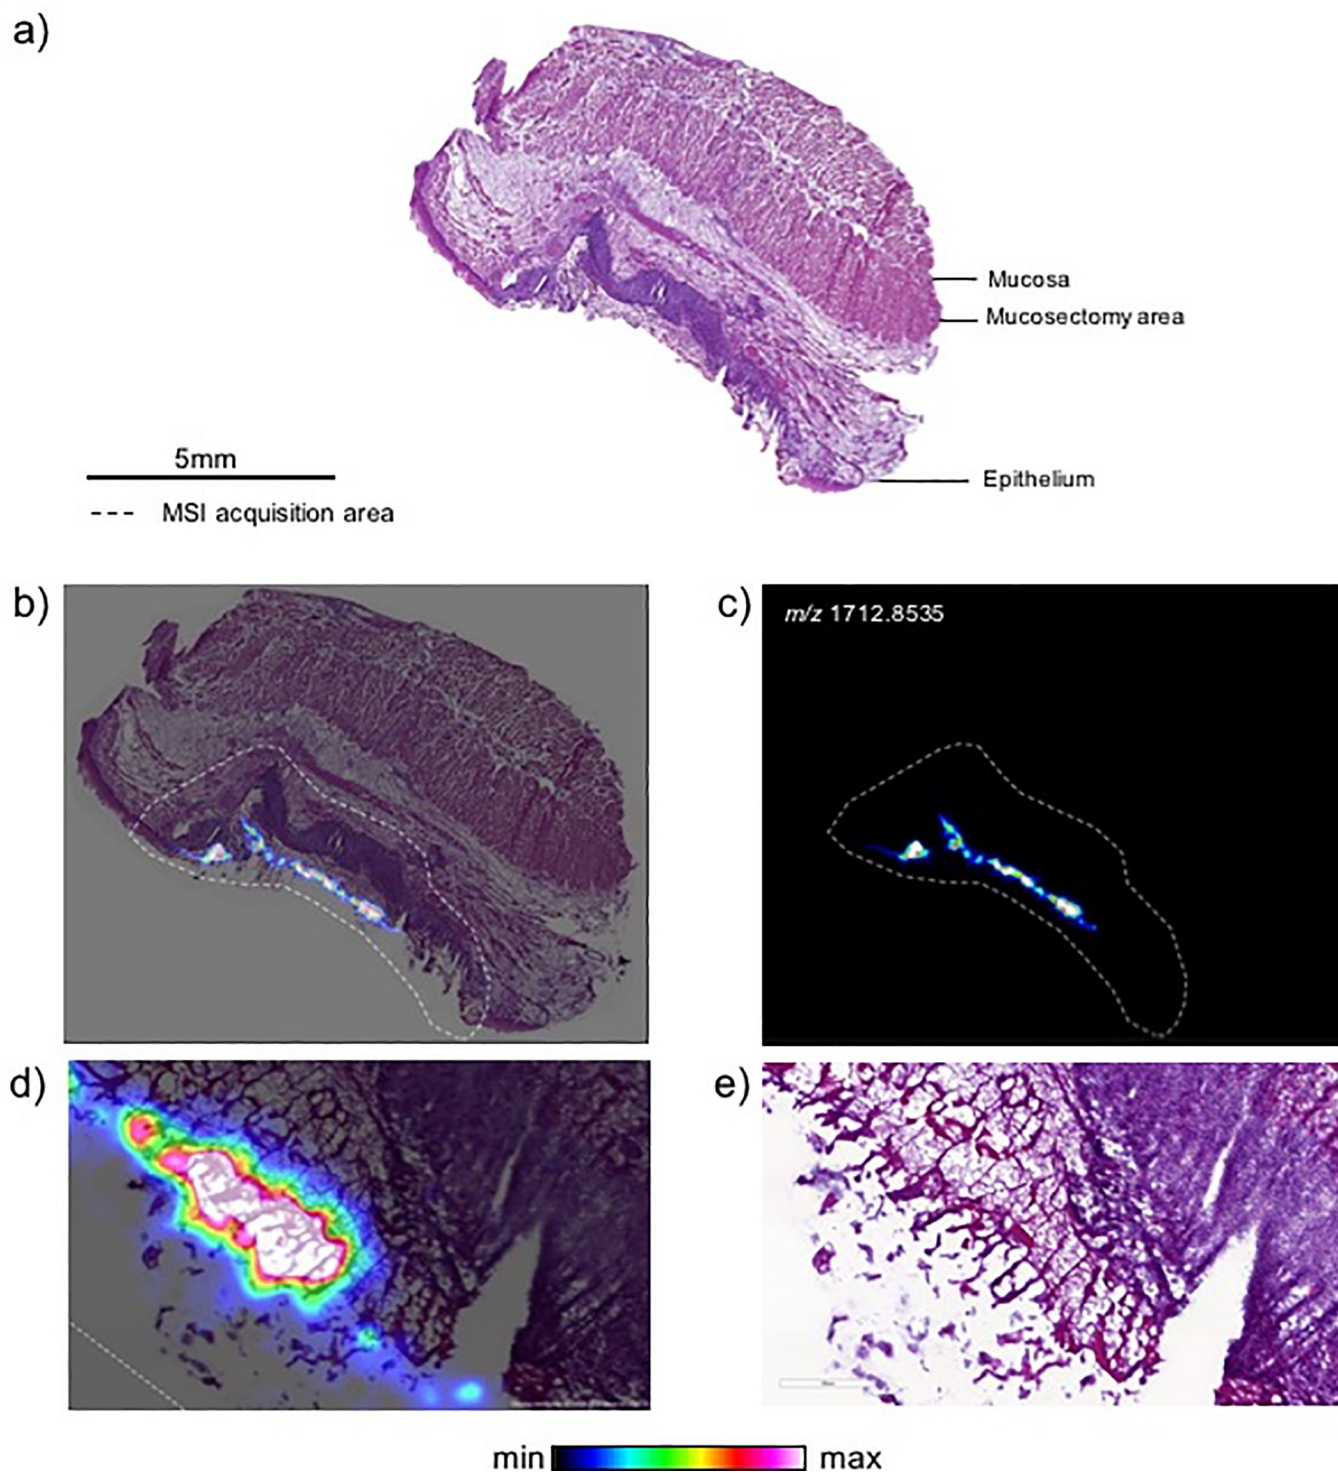 a)
Mucosa
Mucosectomy area
5mm
Epithelium
--- MSI acquisition area
b)
c)
m/z 1712.8535
d)
e)
min
max